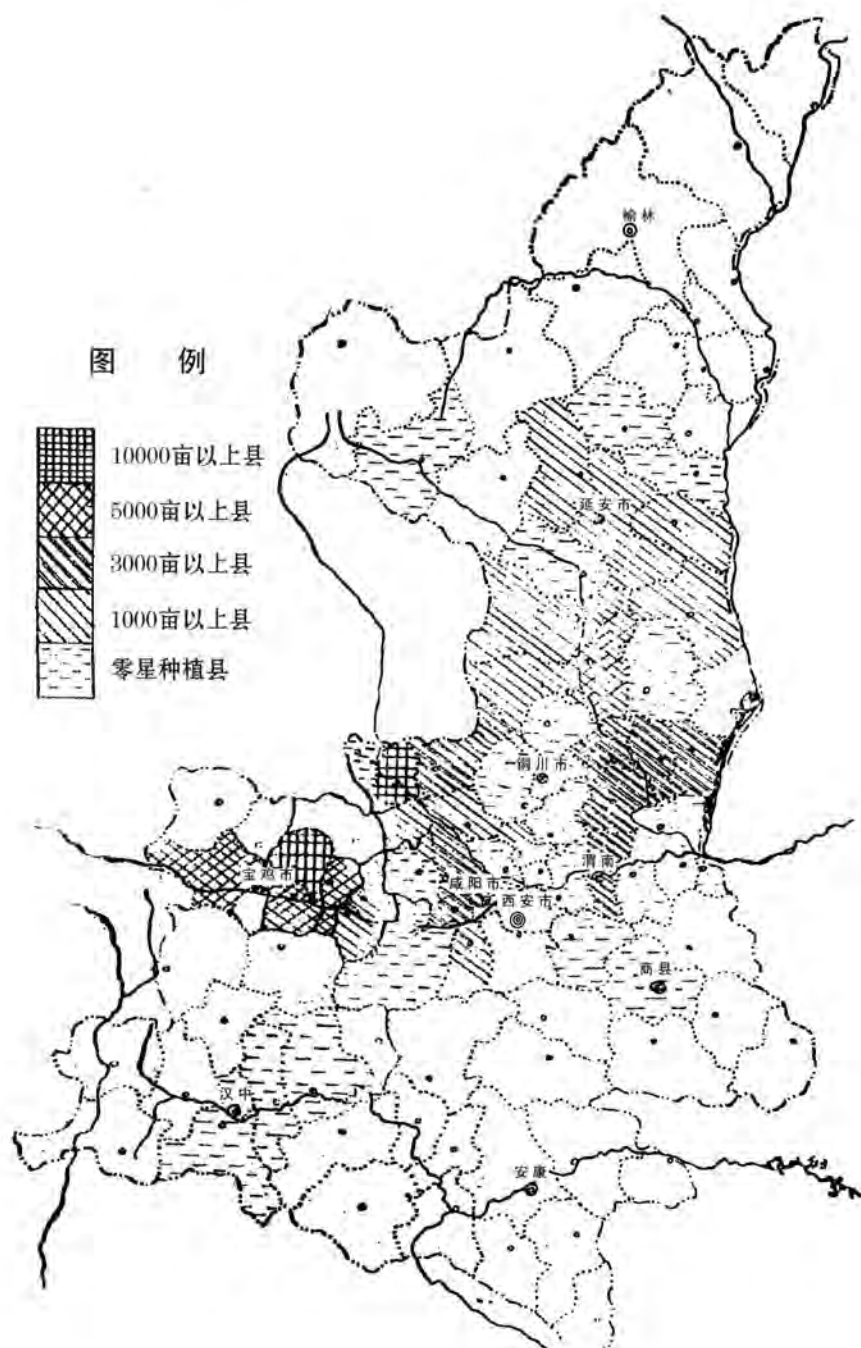 榆林
图 例
10000亩以上县
5000亩以上县
3000亩以上县
1000亩以上县
零星种植县
延安市
铜川市
宝鸡市
渭南
咸阳市
西安市
商县
汉中
安康